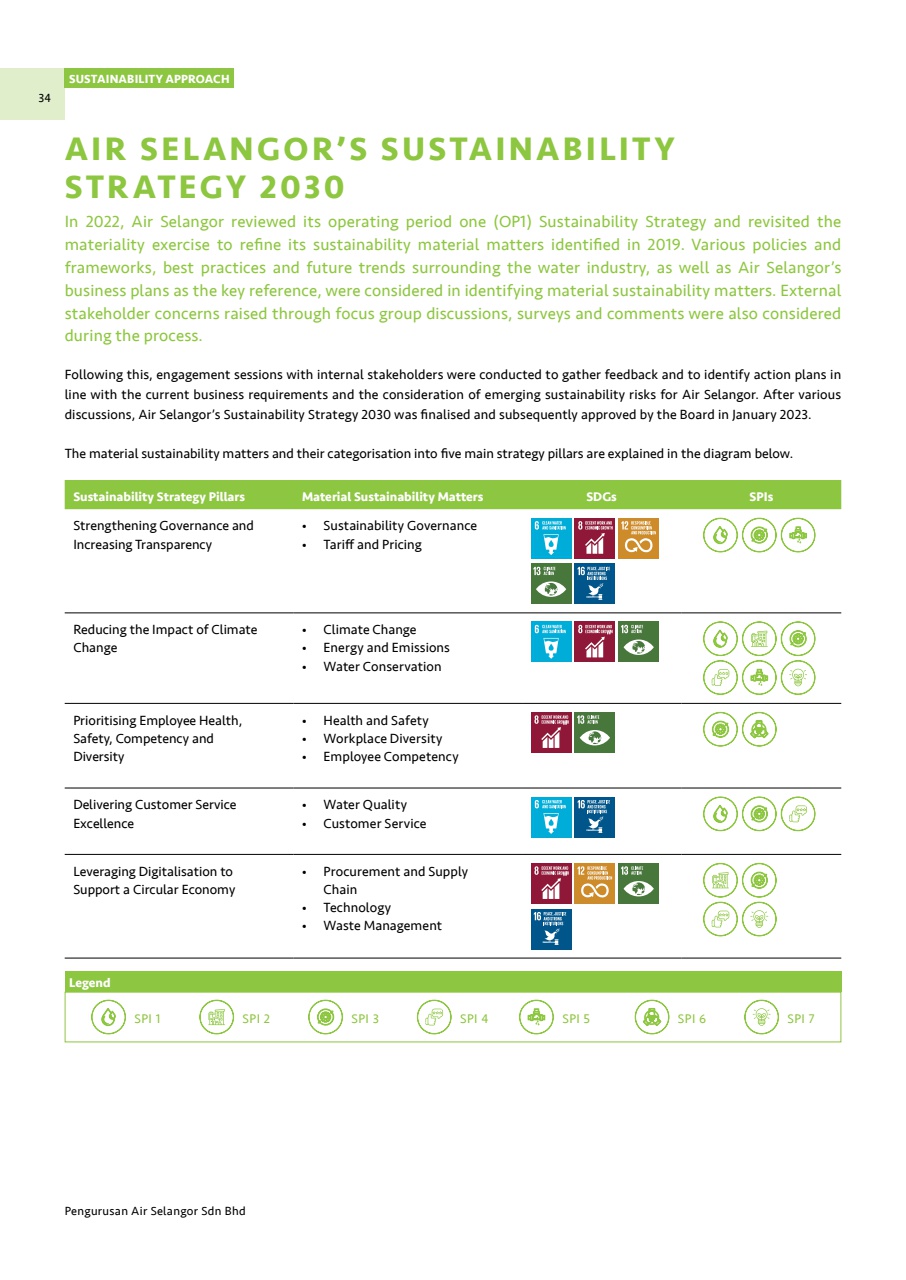 SUSTAINABILITY APPROACH
34
AIR SELANGOR'S SUSTAINABILITY
STRATEGY 2030
In 2022, Air Selangor reviewed its operating period one (OP1) Sustainability Strategy and revisited the
materiality exercise to refine its sustainability material matters identified in 2019. Various policies and
frameworks, best practices and future trends surrounding the water industry, as well as Air Selangor's
business plans as the key reference, were considered in identifying material sustainability matters. External
stakeholder concerns raised through focus group discussions, surveys and comments were also considered
during the process.
Following this, engagement sessions with internal stakeholders were conducted to gather feedback and to identify action plans in
line with the current business requirements and the consideration of emerging sustainability risks for Air Selangor. After various
discussions, Air Selangor's Sustainability Strategy 2030 was finalised and subsequently approved by the Board in January 2023.
The material sustainability matters and their categorisation into five main strategy pillars are explained in the diagram below.
Sustainability Strategy Pillars Material Sustainability Matters SDGs SPIs
Strengthening Governance and
Increasing Transparency
• Sustainability Governance
• Tariff and Pricing
6 CLEAN WATER AND SANITATION
8 DECENT WORK AND ECONOMIC GROWTH
12 RESPONSIBLE CONSUMPTION AND PRODUCTION
13 CLIMATE ACTION
16 PEACE, JUSTICE AND STRONG INSTITUTIONS
Reducing the Impact of Climate
Change
• Climate Change
• Energy and Emissions
• Water Conservation
6 CLEAN WATER AND SANITATION
8 DECENT WORK AND ECONOMIC GROWTH
13 CLIMATE ACTION
Prioritising Employee Health,
Safety, Competency and
Diversity
• Health and Safety
• Workplace Diversity
• Employee Competency
8 DECENT WORK AND ECONOMIC GROWTH
13 CLIMATE ACTION
Delivering Customer Service
Excellence
• Water Quality
• Customer Service
6 CLEAN WATER AND SANITATION
16 PEACE, JUSTICE AND STRONG INSTITUTIONS
Leveraging Digitalisation to
Support a Circular Economy
• Procurement and Supply
Chain
• Technology
• Waste Management
8 DECENT WORK AND ECONOMIC GROWTH
12 RESPONSIBLE CONSUMPTION AND PRODUCTION
13 CLIMATE ACTION
16 PEACE, JUSTICE AND STRONG INSTITUTIONS
Legend
SPI 1 SPI 2 SPI 3 SPI 4 SPI 5 SPI 6 SPI 7
Pengurusan Air Selangor Sdn Bhd